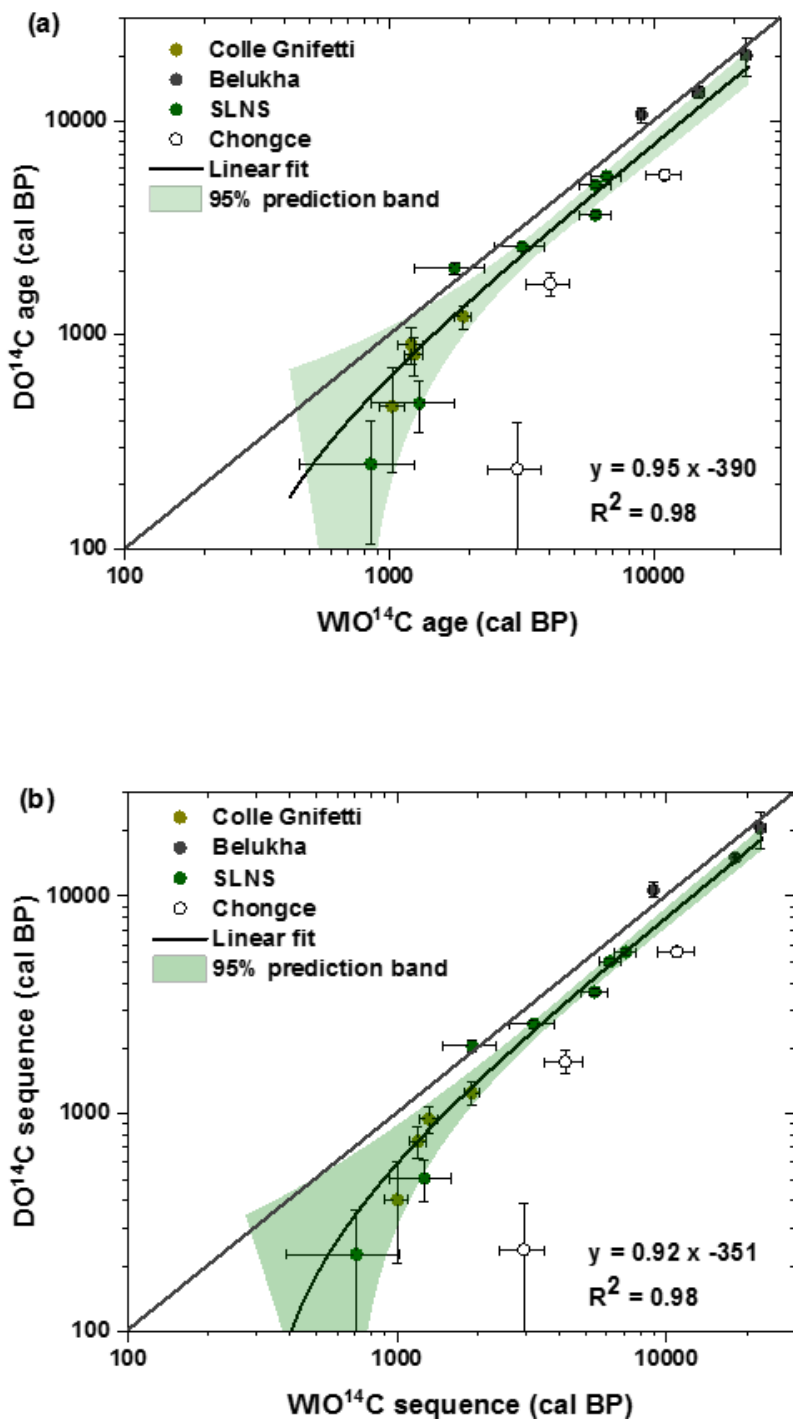 (a)
Colle Gnifetti
Belukha
SLNS
Chongce
Linear fit
95% prediction band
10000
1000
100
DO¹⁴C age (cal BP)
y = 0.95 x -390
R² = 0.98
100
1000
10000
WIO¹⁴C age (cal BP)
(b)
Colle Gnifetti
Belukha
SLNS
Chongce
Linear fit
95% prediction band
10000
1000
100
DO¹⁴C sequence (cal BP)
y = 0.92 x -351
R² = 0.98
100
1000
10000
WIO¹⁴C sequence (cal BP)